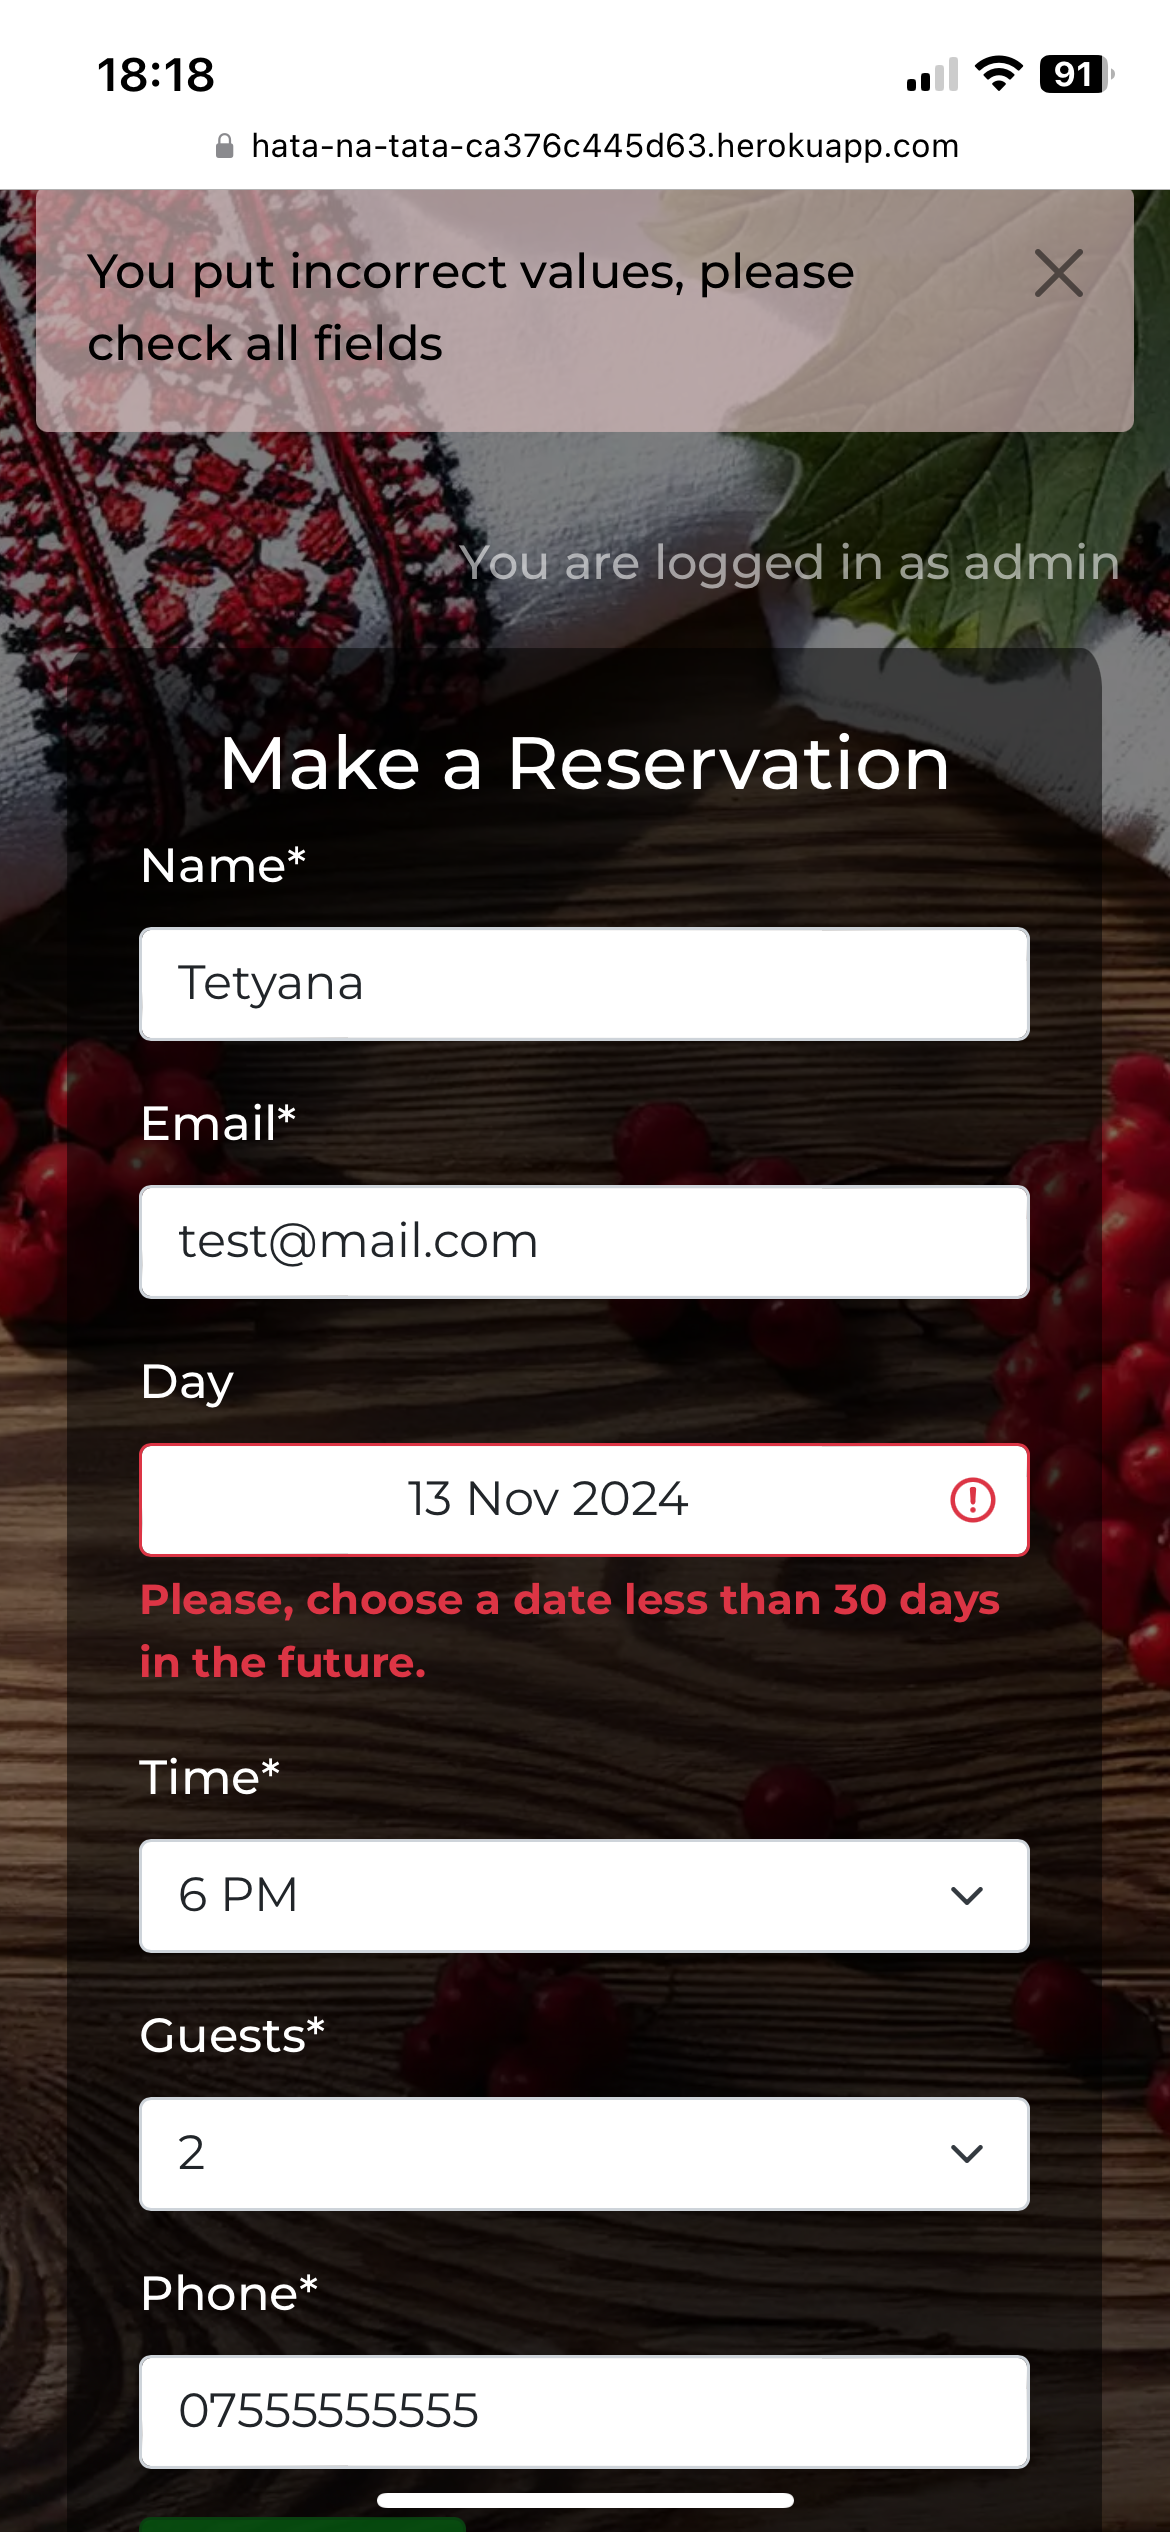 18:18
91
hata-na-tata-ca376c445d63.herokuapp.com
You put incorrect values, please
check all fields
You are logged in as admin
Make a Reservation
Name*
Tetyana
Email*
test@mail.com
Day
13 Nov 2024
Please, choose a date less than 30 days
in the future.
Time*
6 PM
Guests*
2
Phone*
07555555555